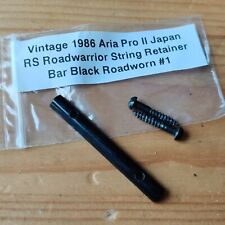 Vintage 1986 Aria Pro II Japan
RS Roadwarrior String Retainer
Bar Black Roadworn #1